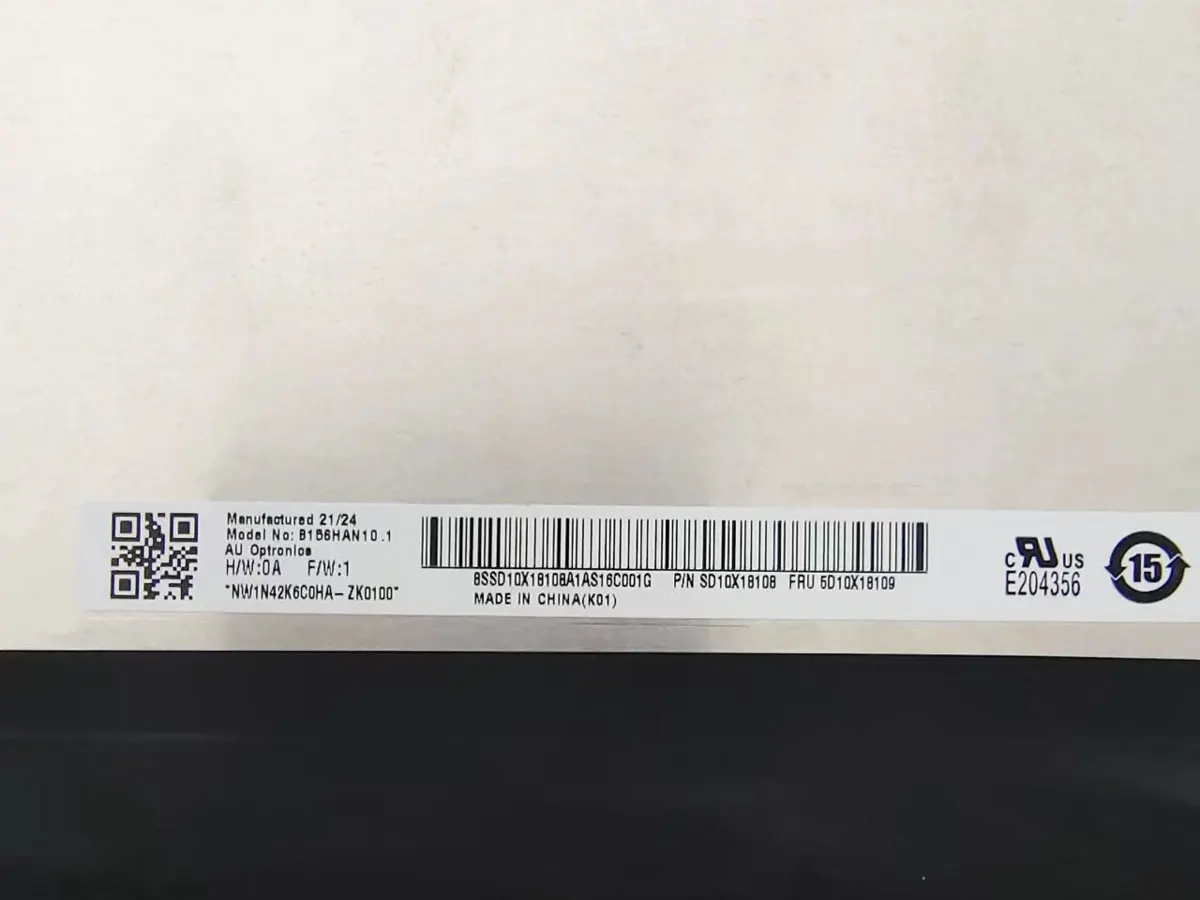 Manufactured 21/24
Model No: B156HAN10.1
AU Optronics
H/W:0A F/W:1
"NW1N42K6C0HA-ZK0100"
8SSD10X18108A1AS16C001G P/N SD10X18108 FRU 5D10X18109
MADE IN CHINA(K01)
c RU US
E204356
15